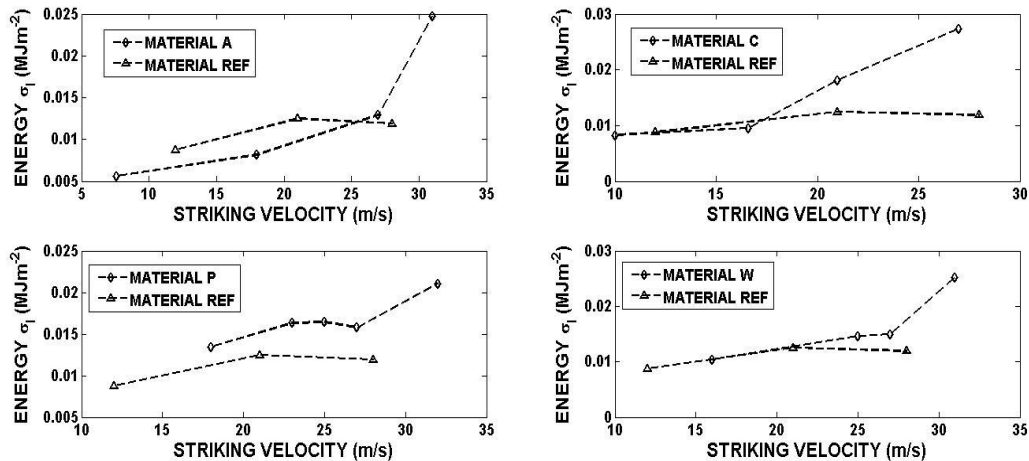 ENERGY σI (MJm-2)
0.025
0.02
0.015
0.01
0.005
MATERIAL A
MATERIAL REF
5 10 15 20 25 30 35
STRIKING VELOCITY (m/s)
ENERGY σI (MJm-2)
0.03
0.02
0.01
0
MATERIAL C
MATERIAL REF
10 15 20 25 30
STRIKING VELOCITY (m/s)
ENERGY σI (MJm-2)
0.025
0.02
0.015
0.01
0.005
MATERIAL P
MATERIAL REF
10 15 20 25 30 35
STRIKING VELOCITY (m/s)
ENERGY σI (MJm-2)
0.03
0.02
0.01
0
MATERIAL W
MATERIAL REF
10 15 20 25 30 35
STRIKING VELOCITY (m/s)